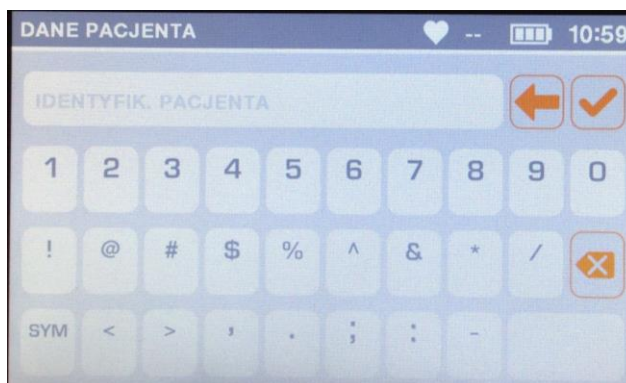 DANE PACJENTA -- 10:59
IDENTYFIK. PACJENTA
1 2 3 4 5 6 7 8 9 0
! @ # $ % ^ & * /
SYM < > , . ; : -